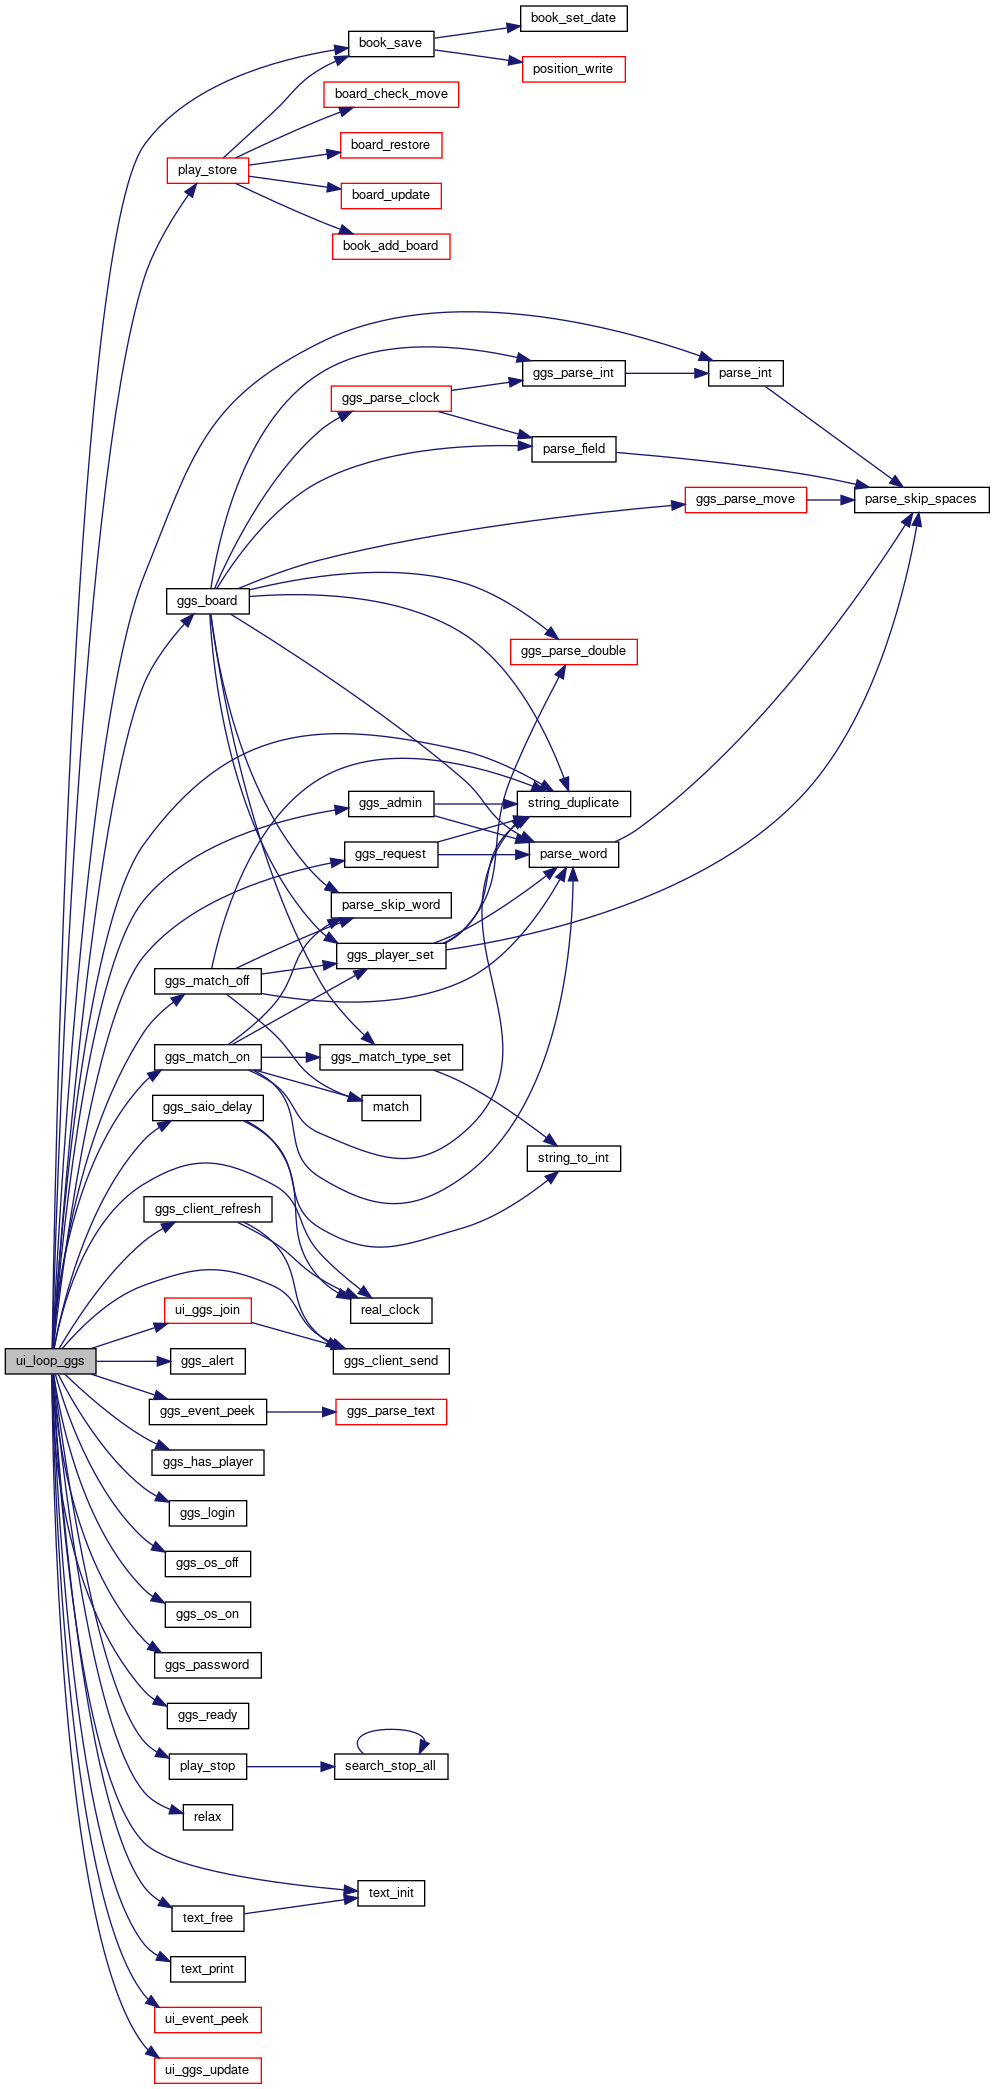 book_set_date
book_save
position_write
board_check_move
board_restore
play_store
board_update
book_add_board
ggs_parse_int
parse_int
ggs_parse_clock
parse_field
ggs_parse_move
parse_skip_spaces
ggs_board
ggs_parse_double
ggs_admin
string_duplicate
ggs_request
parse_word
parse_skip_word
ggs_player_set
ggs_match_off
ggs_match_on
ggs_match_type_set
ggs_saio_delay
match
string_to_int
ggs_client_refresh
ui_ggs_join
real_clock
ui_loop_ggs
ggs_alert
ggs_client_send
ggs_event_peek
ggs_parse_text
ggs_has_player
ggs_login
ggs_os_off
ggs_os_on
ggs_password
ggs_ready
play_stop
search_stop_all
relax
text_init
text_free
text_print
ui_event_peek
ui_ggs_update